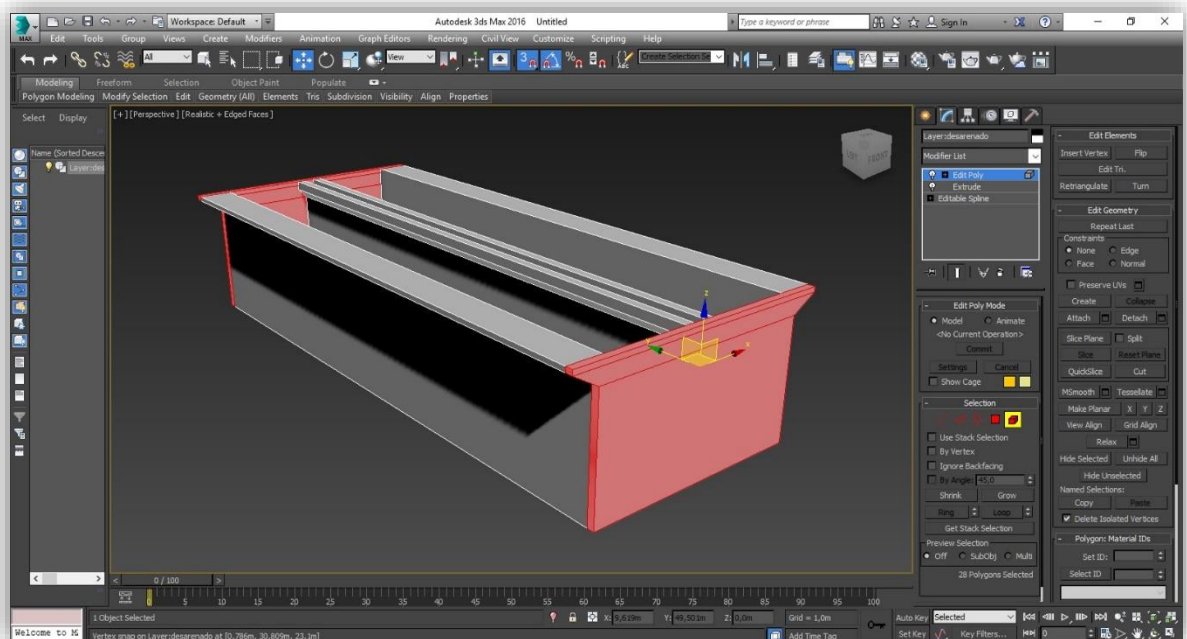 Workspace: Default
Autodesk 3ds Max 2016 Untitled
Type a keyword or phrase
Sign In
MAX
Edit Tools Group Views Create Modifiers Animation Graph Editors Rendering Civil View Customize Scripting Help
All
View
3
Create Selection Se
Modeling Freeform Selection Object Paint Populate
Polygon Modeling Modify Selection Edit Geometry (All) Elements Tris Subdivision Visibility Align Properties
Select Display
Name (Sorted Desce
Layer:des
[+] [Perspective] [Realistic + Edged Faces]
LEFT FRONT
z
y
x
Layer:desarenado
Modifier List
Edit Poly
Extrude
Editable Spline
- Edit Poly Mode
Model Animate
<No Current Operation>
Commit
Settings Cancel
Show Cage
- Selection
Use Stack Selection
By Vertex
Ignore Backfacing
By Angle: 45,0
Shrink Grow
Ring Loop
Get Stack Selection
Preview Selection
Off SubObj Multi
28 Polygons Selected
- Edit Elements
Insert Vertex Flip
Edit Tri.
Retriangulate Turn
- Edit Geometry
Repeat Last
Constraints
None Edge
Face Normal
Preserve UVs
Create Collapse
Attach Detach
Slice Plane Split
Slice Reset Plane
QuickSlice Cut
MSmooth Tessellate
Make Planar X Y Z
View Align Grid Align
Relax
Hide Selected Unhide All
Hide Unselected
Named Selections:
Copy Paste
Delete Isolated Vertices
- Polygon: Material IDs
Set ID:
Select ID
< 0 / 100 >
0 5 10 15 20 25 30 35 40 45 50 55 60 65 70 75 80 85 90 95 100
1 Object Selected
X: 9,619m Y: 49,501m Z: 0,0m
Grid = 1,0m
Auto Key Selected
Welcome to M
Vertex snap on Layer:desarenado at [0.786m, 30.809m, 23.1m]
Add Time Tag
Set Key Key Filters...